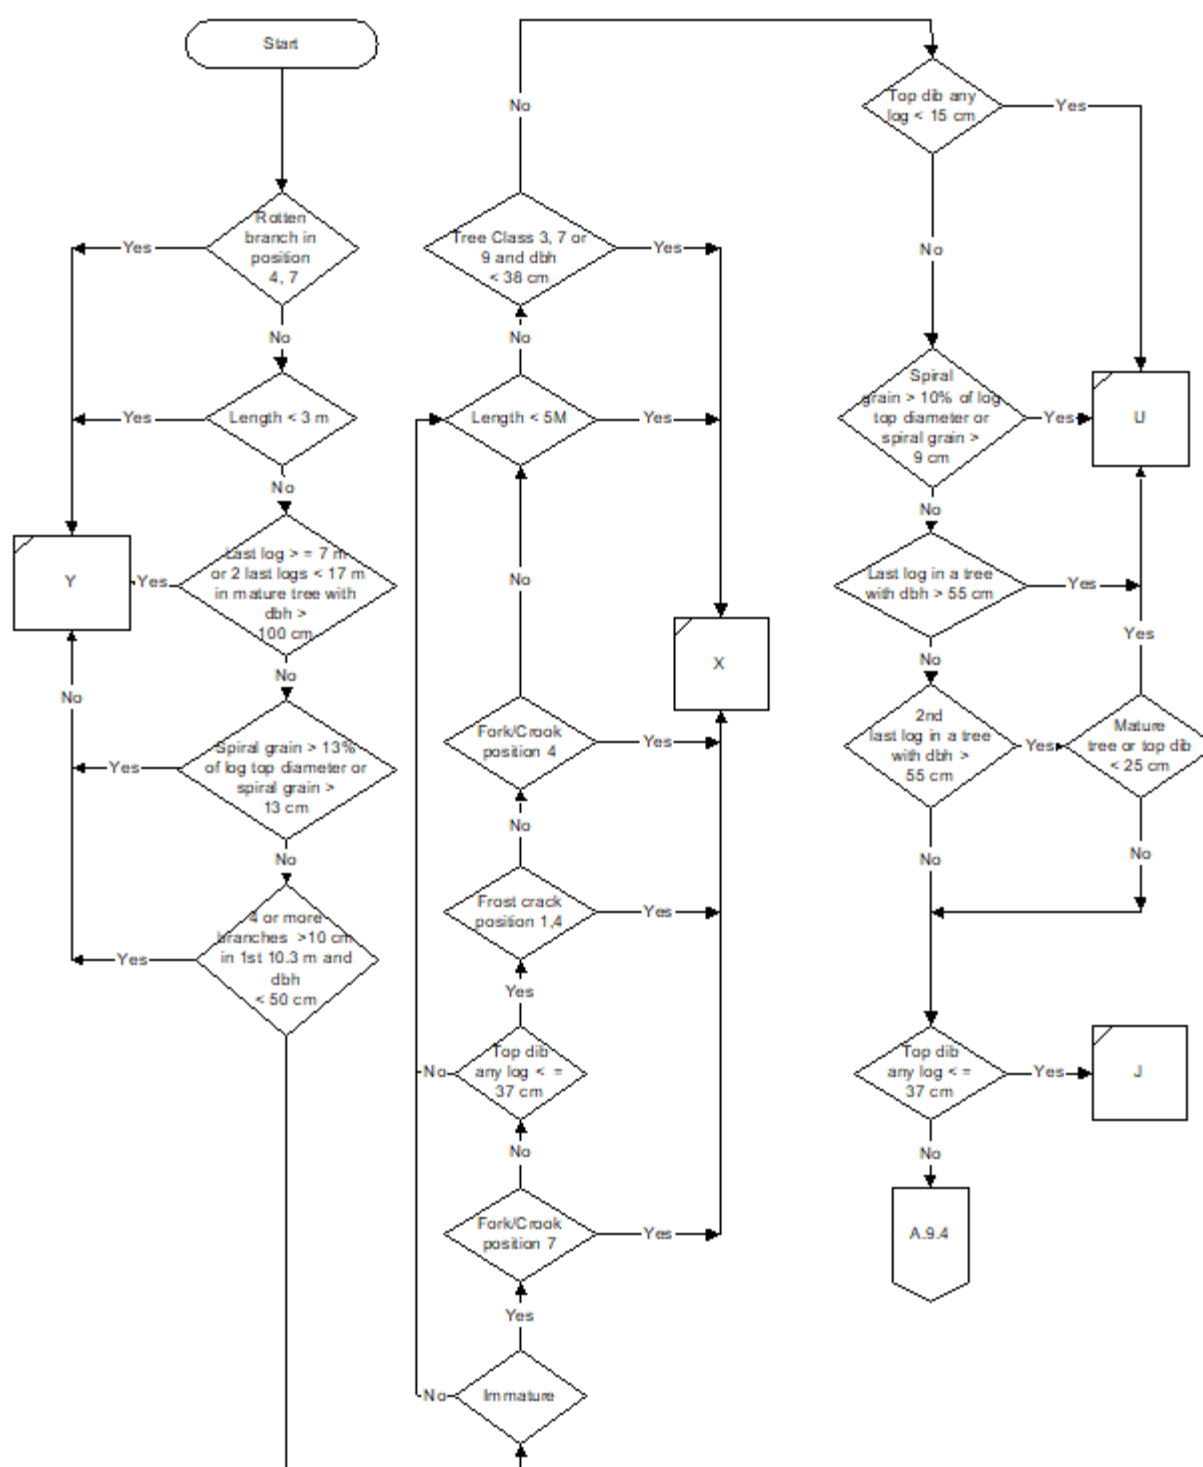 Start
Rotten
branch in
position
4, 7
Yes
No
Length < 3 m
Yes
No
Last log > = 7 m
or 2 last logs < 17 m
in mature tree with
dbh >
100 cm
Yes
Y
No
No
Spiral grain > 13%
of log top diameter or
spiral grain >
13 cm
Yes
No
4 or more
branches >10 cm
in 1st 10.3 m and
dbh
< 50 cm
Yes
No
Tree Class 3, 7 or
9 and dbh
< 38 cm
Yes
No
Length < 5M
Yes
No
X
Fork/Crook
position 4
Yes
No
Frost crack
position 1,4
Yes
Yes
Top dib
any log < =
37 cm
No
No
Fork/Crook
position 7
Yes
Yes
Immature
No
Top dib any
log < 15 cm
Yes
No
Spiral
grain > 10% of log
top diameter or
spiral grain >
9 cm
Yes
U
No
Last log in a tree
with dbh > 55 cm
Yes
No
Yes
2nd
last log in a tree
with dbh >
55 cm
Yes
Mature
tree or top dib
< 25 cm
No
No
Top dib
any log < =
37 cm
Yes
J
No
A.9.4